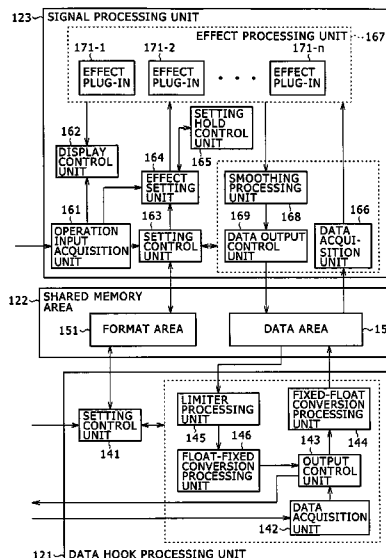 123
SIGNAL PROCESSING UNIT
EFFECT PROCESSING UNIT
167
171-1
171-2
171-n
EFFECT
PLUG-IN
EFFECT
PLUG-IN
EFFECT
PLUG-IN
162
DISPLAY
CONTROL
UNIT
164
EFFECT
SETTING
UNIT
SETTING
HOLD
CONTROL
UNIT
165
SMOOTHING
PROCESSING
UNIT
168
161
OPERATION
INPUT
ACQUISITION
UNIT
163
SETTING
CONTROL
UNIT
169
DATA OUTPUT
CONTROL
UNIT
166
DATA
ACQUI-
SITION
UNIT
122
SHARED MEMORY
AREA
151
FORMAT AREA
DATA AREA
SETTING
CONTROL
UNIT
141
LIMITER
PROCESSING
UNIT
145
146
FLOAT-FIXED
CONVERSION
PROCESSING
UNIT
FIXED-FLOAT
CONVERSION
PROCESSING
UNIT
144
143
OUTPUT
CONTROL
UNIT
DATA
ACQUISITION
UNIT
142
121
DATA HOOK PROCESSING UNIT